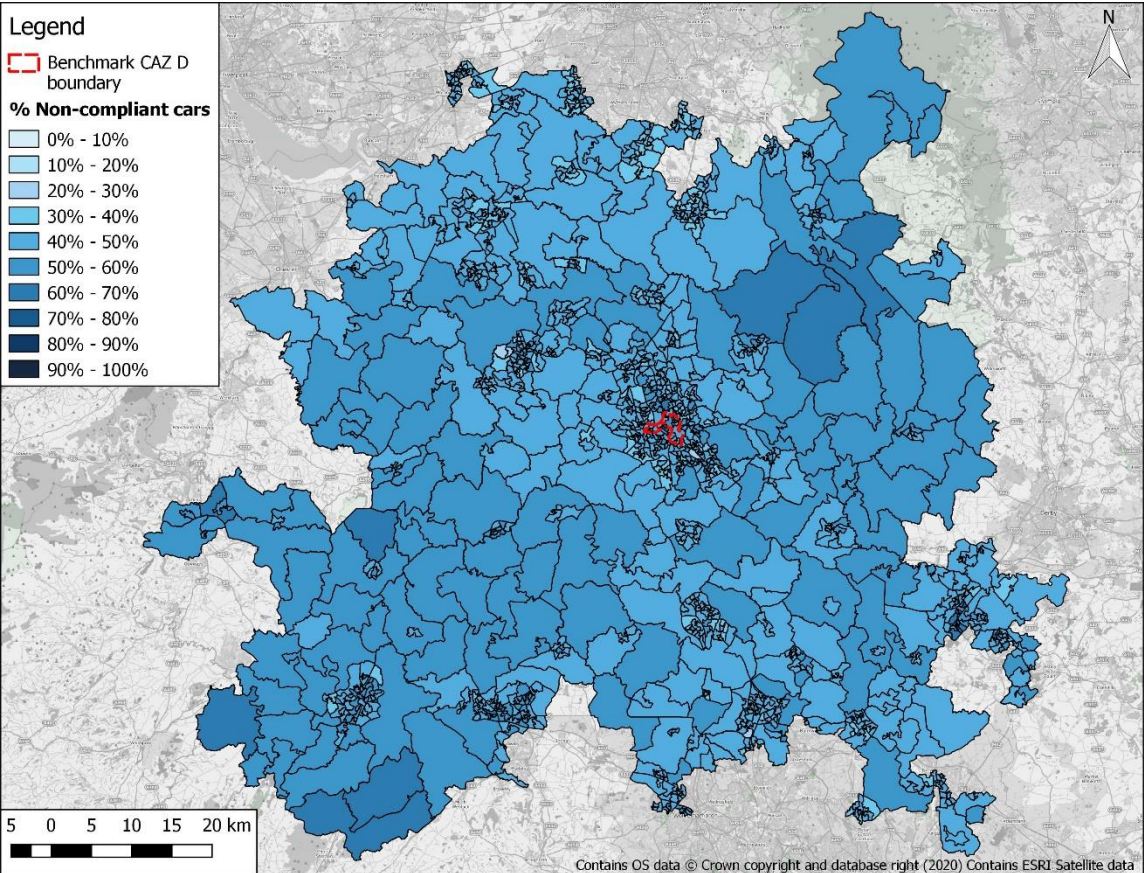 Legend
Benchmark CAZ D
boundary
% Non-compliant cars
0% - 10%
10% - 20%
20% - 30%
30% - 40%
40% - 50%
50% - 60%
60% - 70%
70% - 80%
80% - 90%
90% - 100%
N
Derby
5 0 5 10 15 20 km
Contains OS data © Crown copyright and database right (2020) Contains ESRI Satellite data